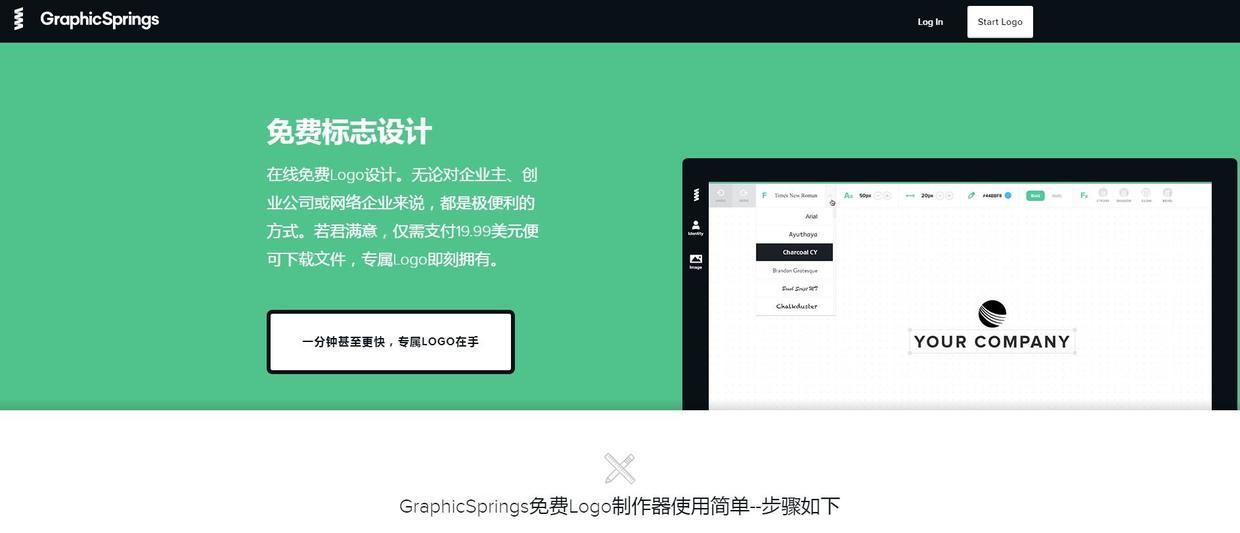 GraphicSprings
Log In
Start Logo
免费标志设计
在线免费Logo设计。无论对企业主、创
业公司或网络企业来说，都是极便利的
方式。若君满意，仅需支付19.99美元便
可下载文件，专属Logo即刻拥有。
一分钟甚至更快，专属LOGO在手
Identity
Image
F Times New Roman
Aa 50px
20px
#44BBF8
Bold
Fx
Arial
Ayuthaya
Charcoal CY
Brandon Grotesque
Chalkduster
YOUR COMPANY
GraphicSprings免费Logo制作器使用简单--步骤如下